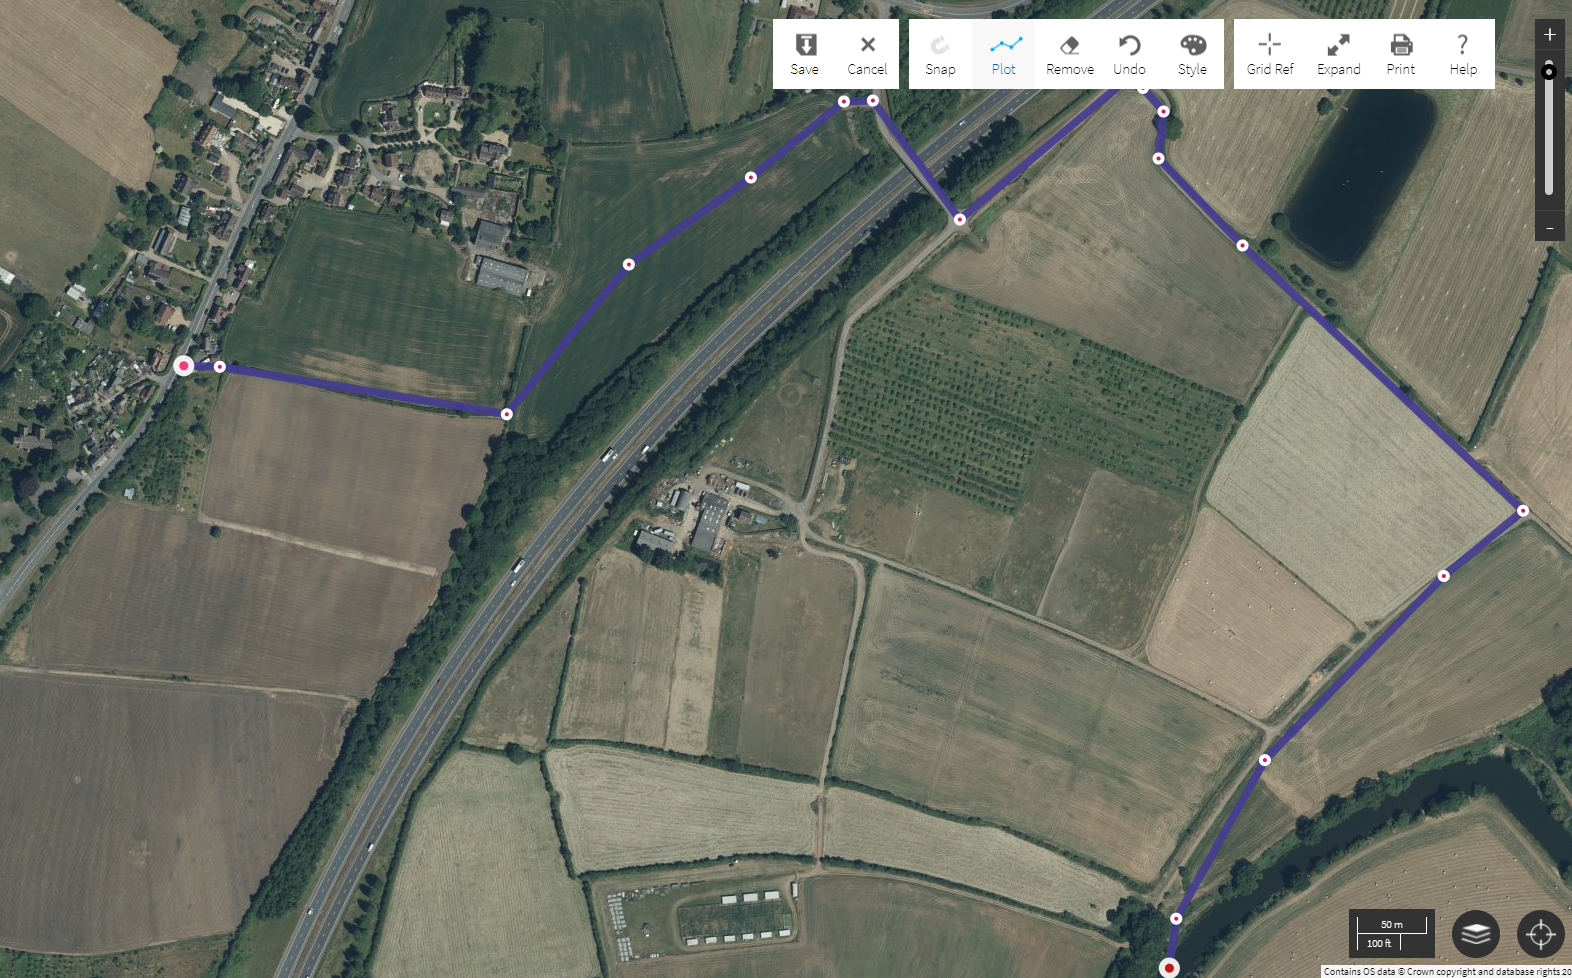 Save
Cancel
Snap
Plot
Remove
Undo
Style
Grid Ref
Expand
Print
Help
+
-
50 m
100 ft
Contains OS data © Crown copyright and database rights 20